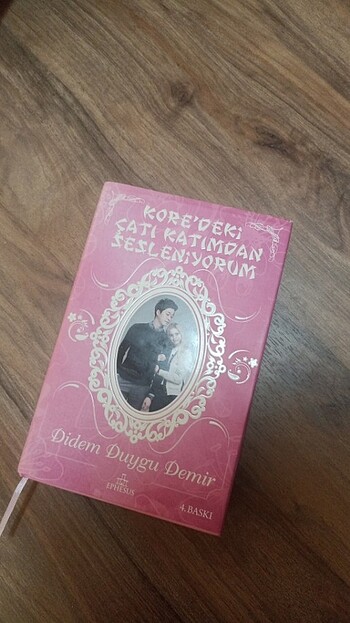 KORE'DEKİ
ÇATI KATIMDAN
SESLENİYORUM
Didem Duygu Demir
EPHESUS
4. BASKI